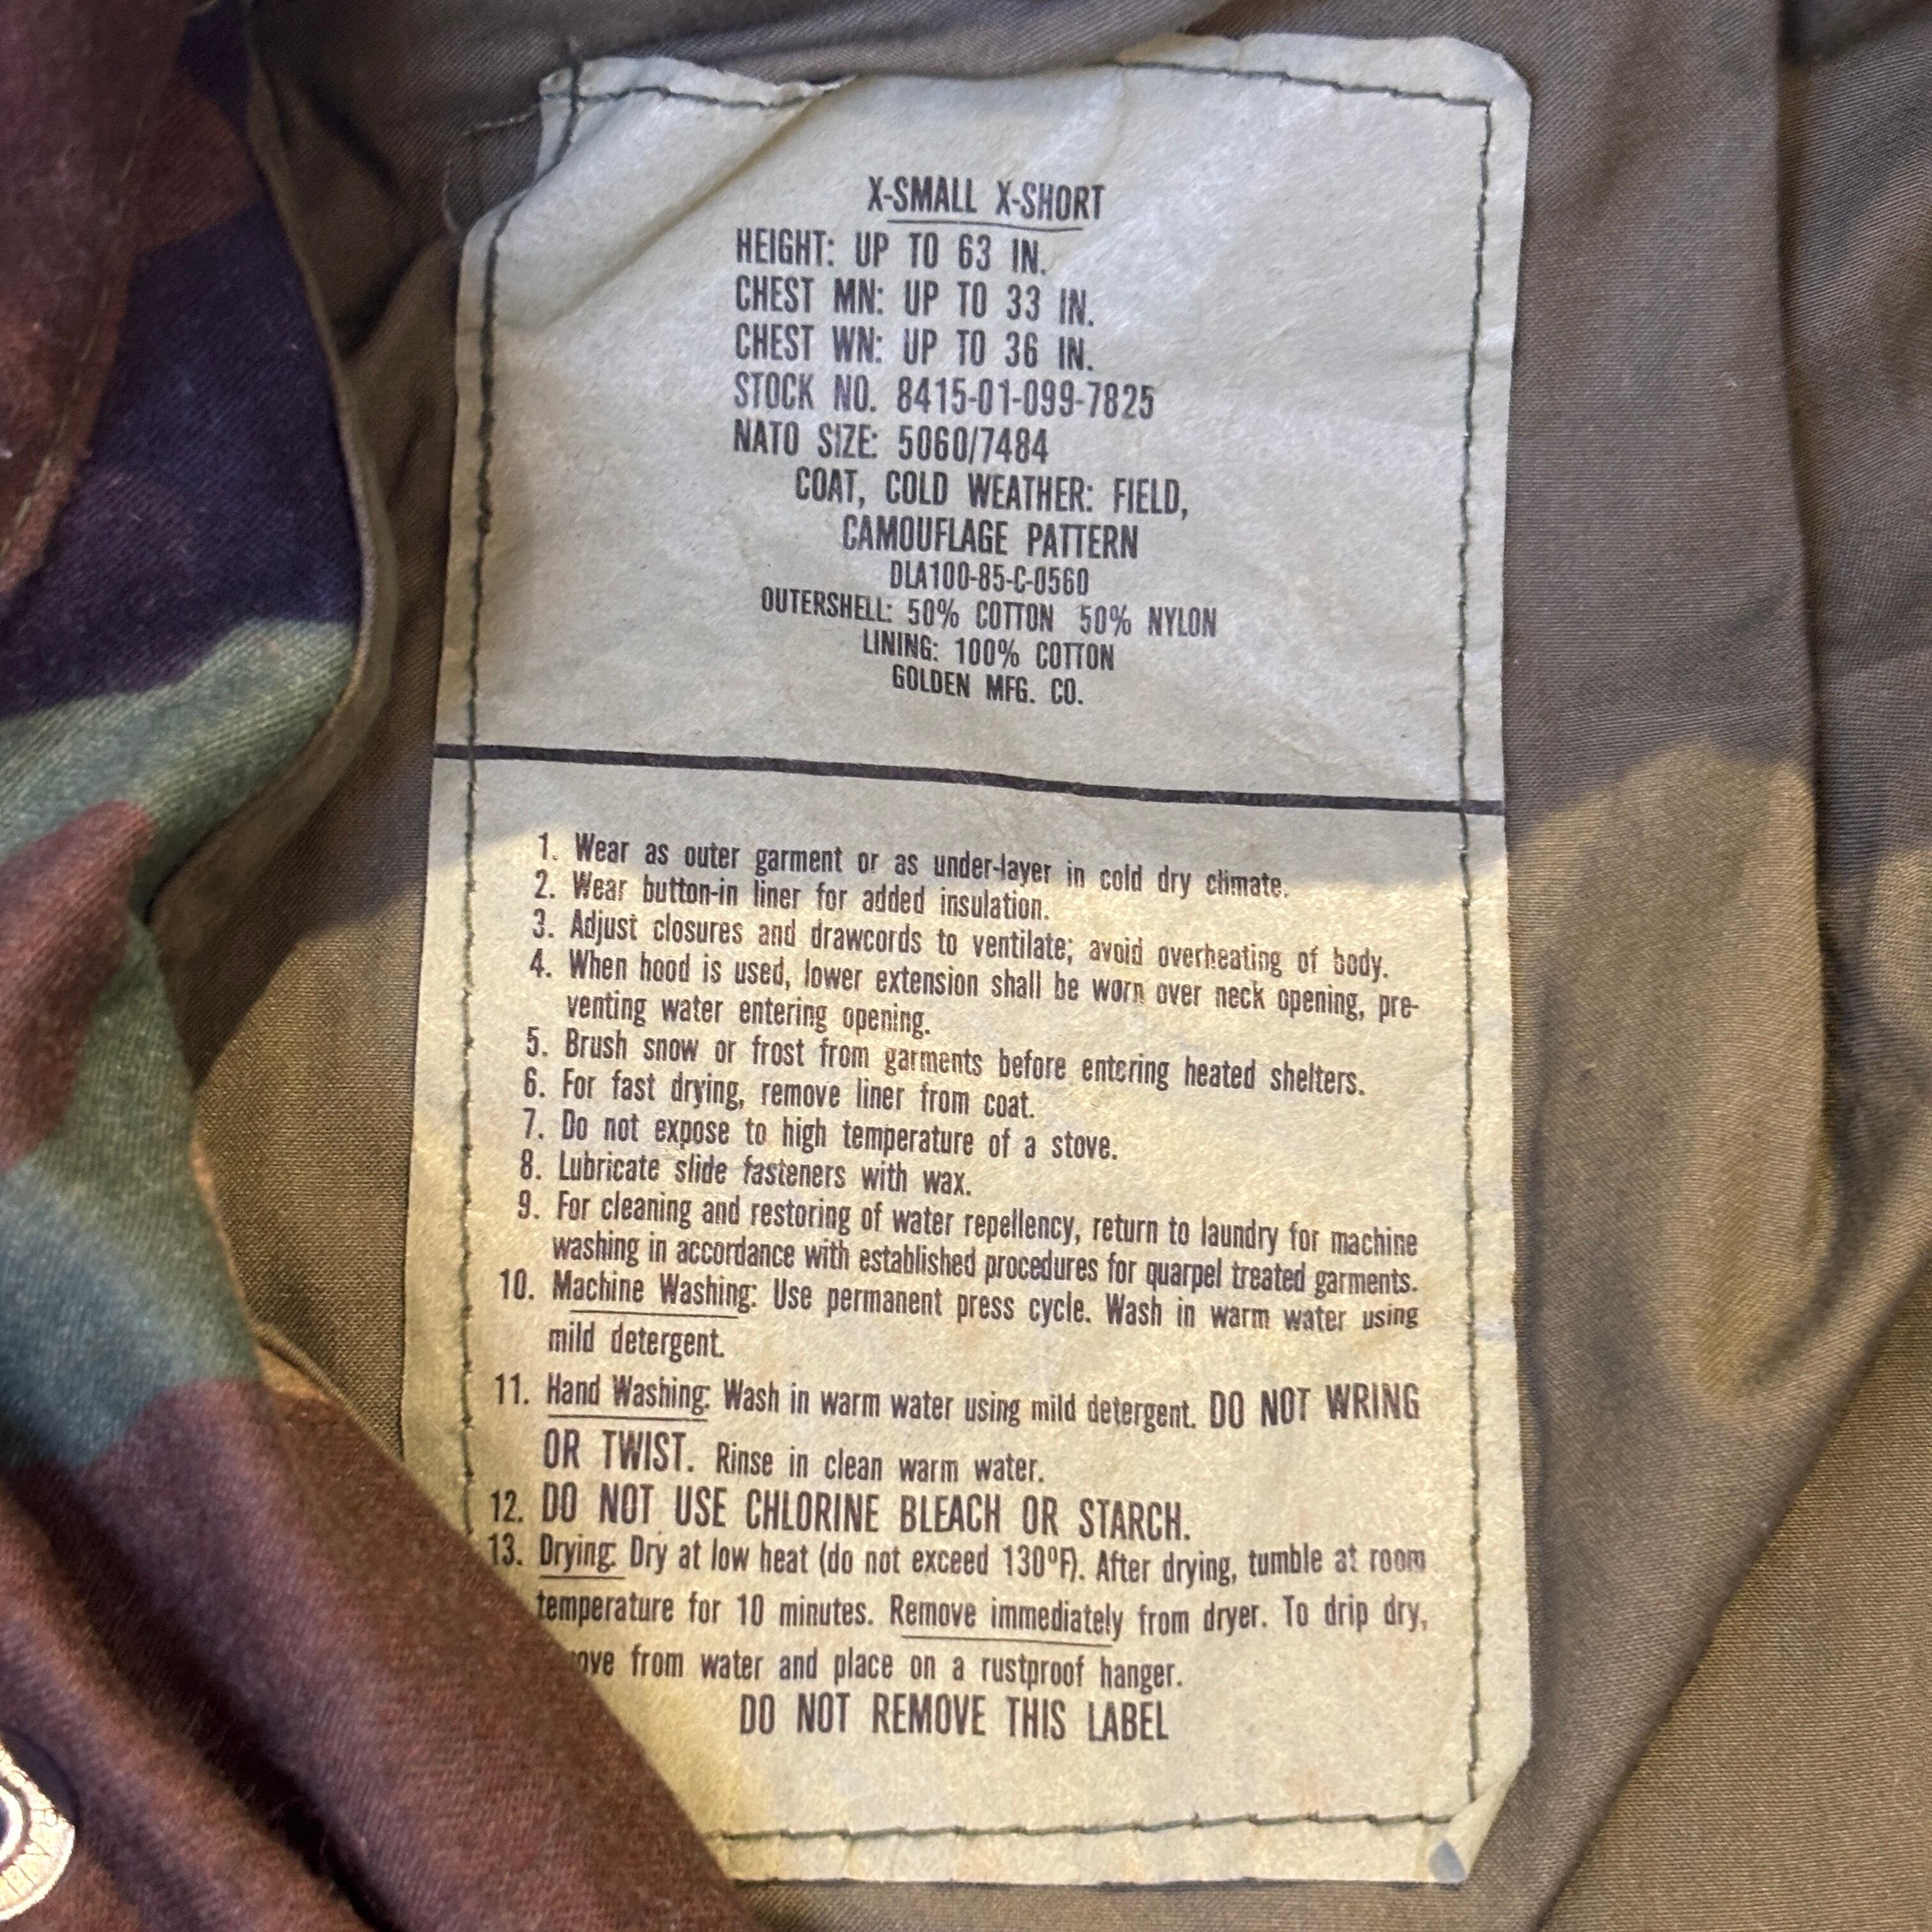 X-SMALL X-SHORT
HEIGHT: UP TO 63 IN.
CHEST MN: UP TO 33 IN.
CHEST WN: UP TO 36 IN.
STOCK NO. 8415-01-099-7825
NATO SIZE: 5060/7484
COAT, COLD WEATHER: FIELD,
CAMOUFLAGE PATTERN
DLA100-85-C-0560
OUTERSHELL: 50% COTTON 50% NYLON
LINING: 100% COTTON
GOLDEN MFG. CO.
1. Wear as outer garment or as under-layer in cold dry climate.
2. Wear button-in liner for added insulation.
3. Adjust closures and drawcords to ventilate; avoid overheating of body.
4. When hood is used, lower extension shall be worn over neck opening, pre-
venting water entering opening.
5. Brush snow or frost from garments before entering heated shelters.
6. For fast drying, remove liner from coat.
7. Do not expose to high temperature of a stove.
8. Lubricate slide fasteners with wax.
9. For cleaning and restoring of water repellency, return to laundry for machine
washing in accordance with established procedures for quarpel treated garments.
10. Machine Washing: Use permanent press cycle. Wash in warm water using
mild detergent.
11. Hand Washing: Wash in warm water using mild detergent. DO NOT WRING
OR TWIST. Rinse in clean warm water.
12. DO NOT USE CHLORINE BLEACH OR STARCH.
13. Drying: Dry at low heat (do not exceed 130°F). After drying, tumble at room
temperature for 10 minutes. Remove immediately from dryer. To drip dry,
from water and place on a rustproof hanger.
DO NOT REMOVE THIS LABEL